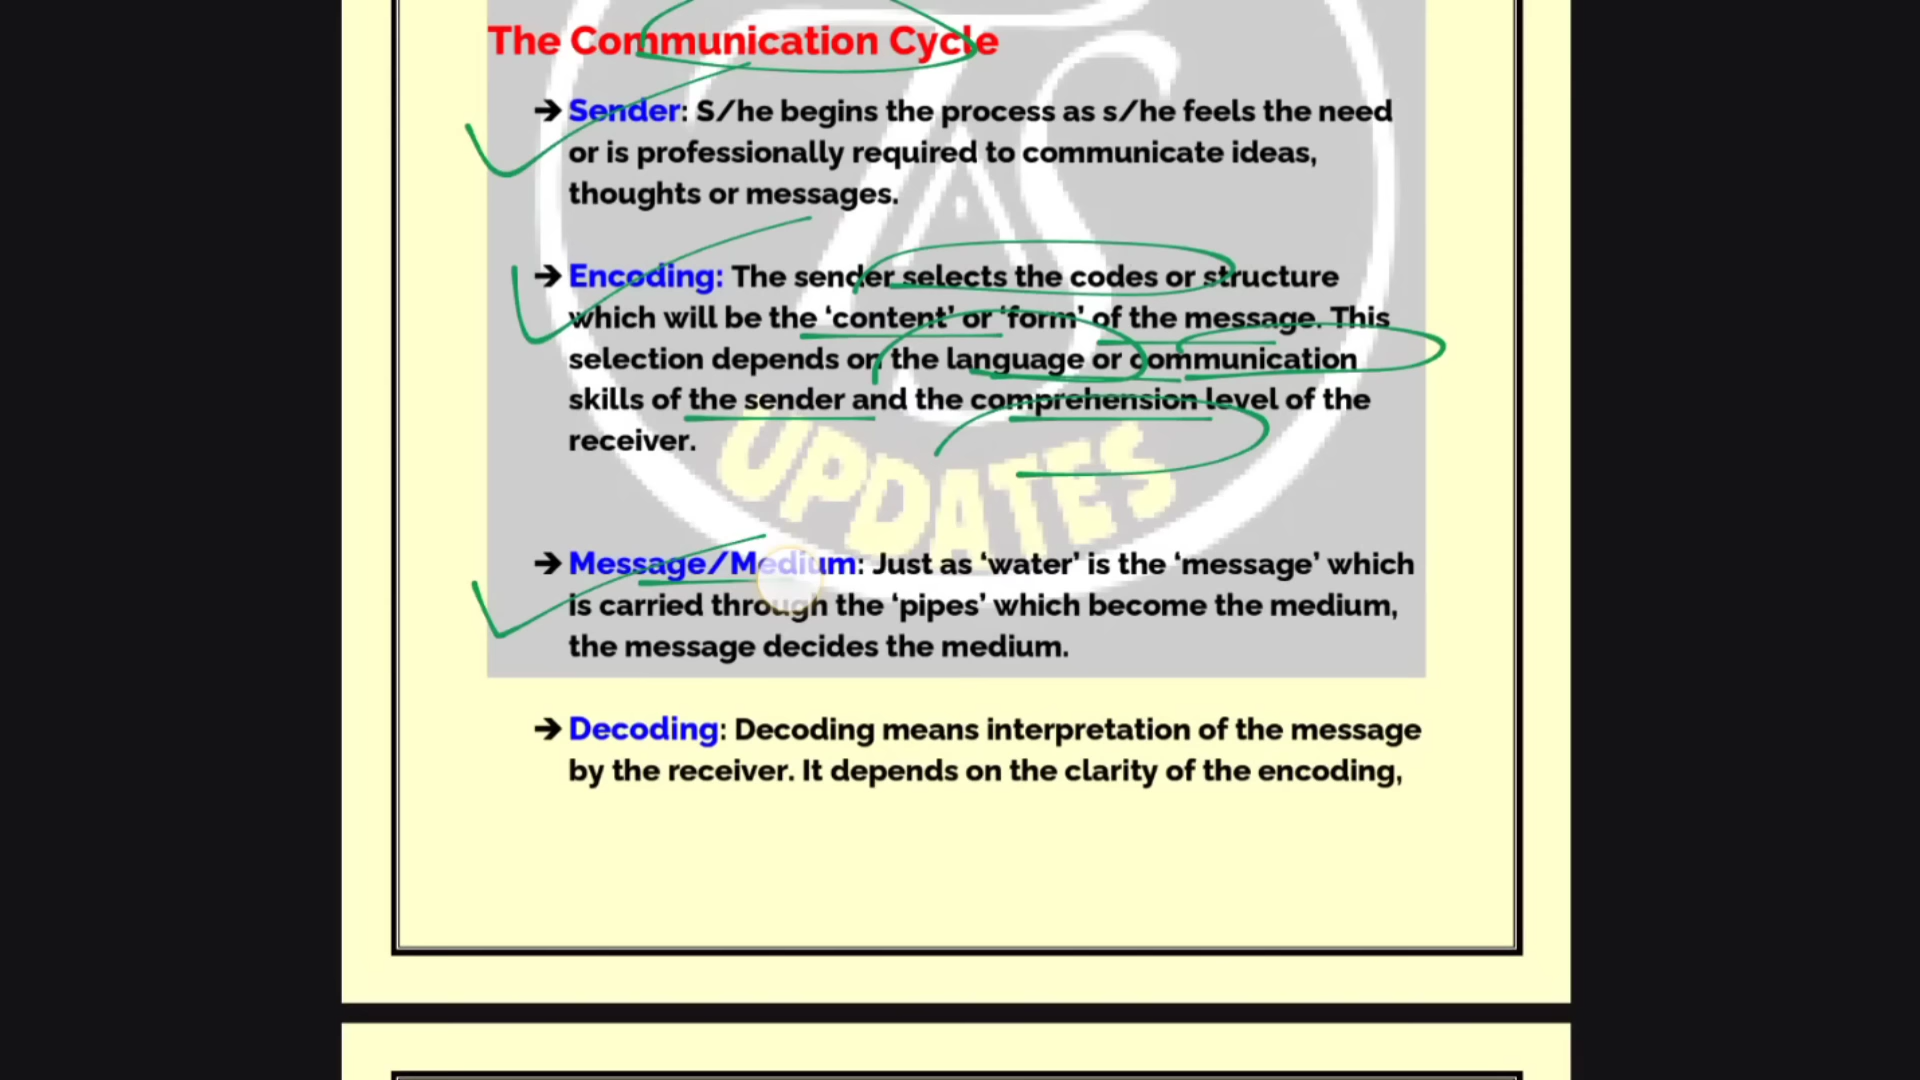 The Communication Cycle
➔ Sender: S/he begins the process as s/he feels the need
or is professionally required to communicate ideas,
thoughts or messages.
➔ Encoding: The sender selects the codes or structure
which will be the ‘content’ or ‘form’ of the message. This
selection depends on the language or communication
skills of the sender and the comprehension level of the
receiver.
➔ Message/Medium: Just as ‘water’ is the ‘message’ which
is carried through the ‘pipes’ which become the medium,
the message decides the medium.
➔ Decoding: Decoding means interpretation of the message
by the receiver. It depends on the clarity of the encoding,
UPDATES